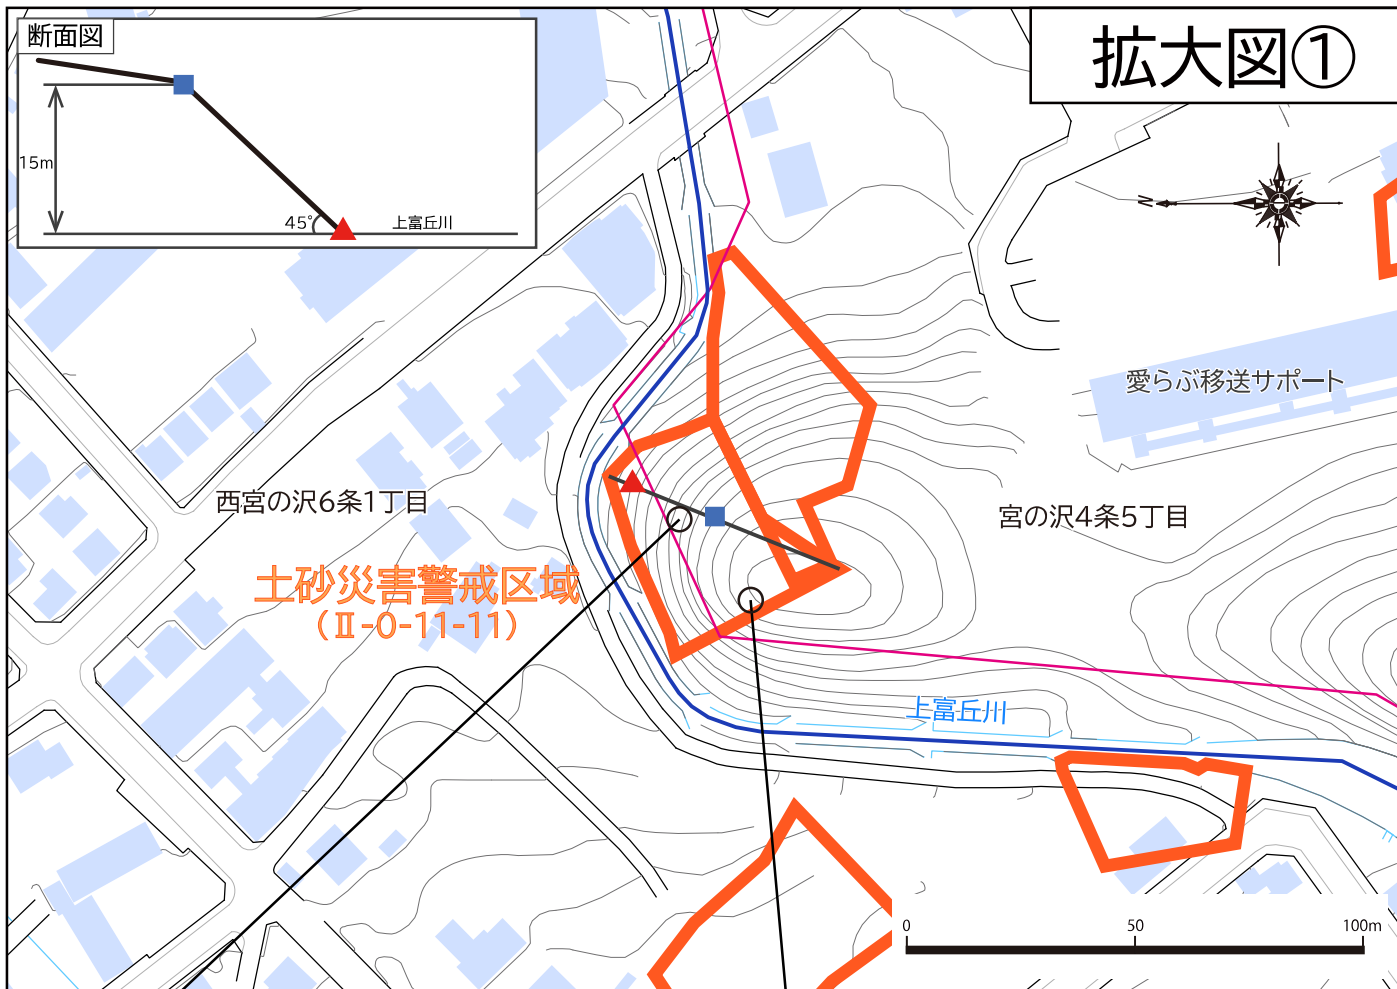 断面図
拡大図①
15m
45°
上富丘川
N
愛らぶ移送サポート
西宮の沢6条1丁目
宮の沢4条5丁目
土砂災害警戒区域
(Ⅱ-0-11-11)
上富丘川
0 50 100m